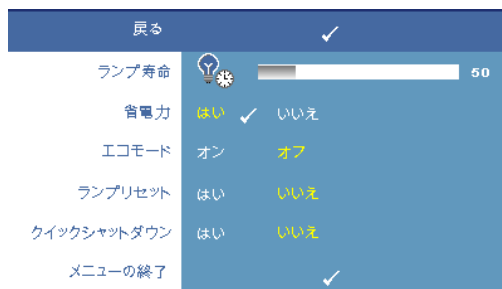 戻る
ランプ寿命 50
省電力 はい いいえ
エコモード オン オフ
ランプリセット はい いいえ
クイックシャットダウン はい いいえ
メニューの終了